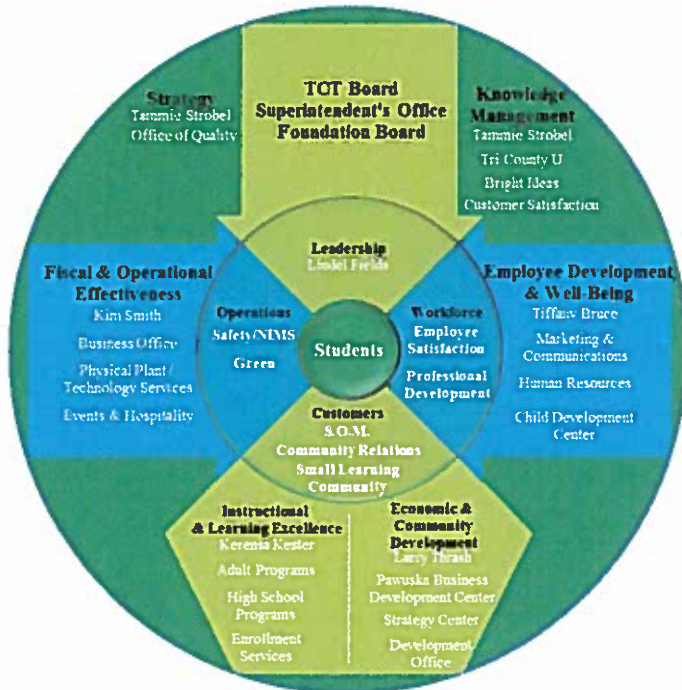 TCT Board
Superintendent's Office
Foundation Board
Strategy
Tammie Strobel
Office of Quality
Knowledge
Management
Tammie Strobel
Tri County U
Bright Ideas
Customer Satisfaction
Leadership
Lindel Fields
Fiscal & Operational
Effectiveness
Kim Smith
Business Office
Physical Plant /
Technology Services
Events & Hospitality
Operations
Safety/NIMS
Green
Students
Workforce
Employee
Satisfaction
Professional
Development
Employee Development
& Well-Being
Tiffany Bruce
Marketing &
Communications
Human Resources
Child Development
Center
Customers
S.O.M.
Community Relations
Small Learning
Community
Instructional
& Learning Excellence
Kerenia Kester
Adult Programs
High School
Programs
Enrollment
Services
Economic &
Community
Development
Larry Thrash
Pawuska Business
Development Center
Strategy Center
Development
Office